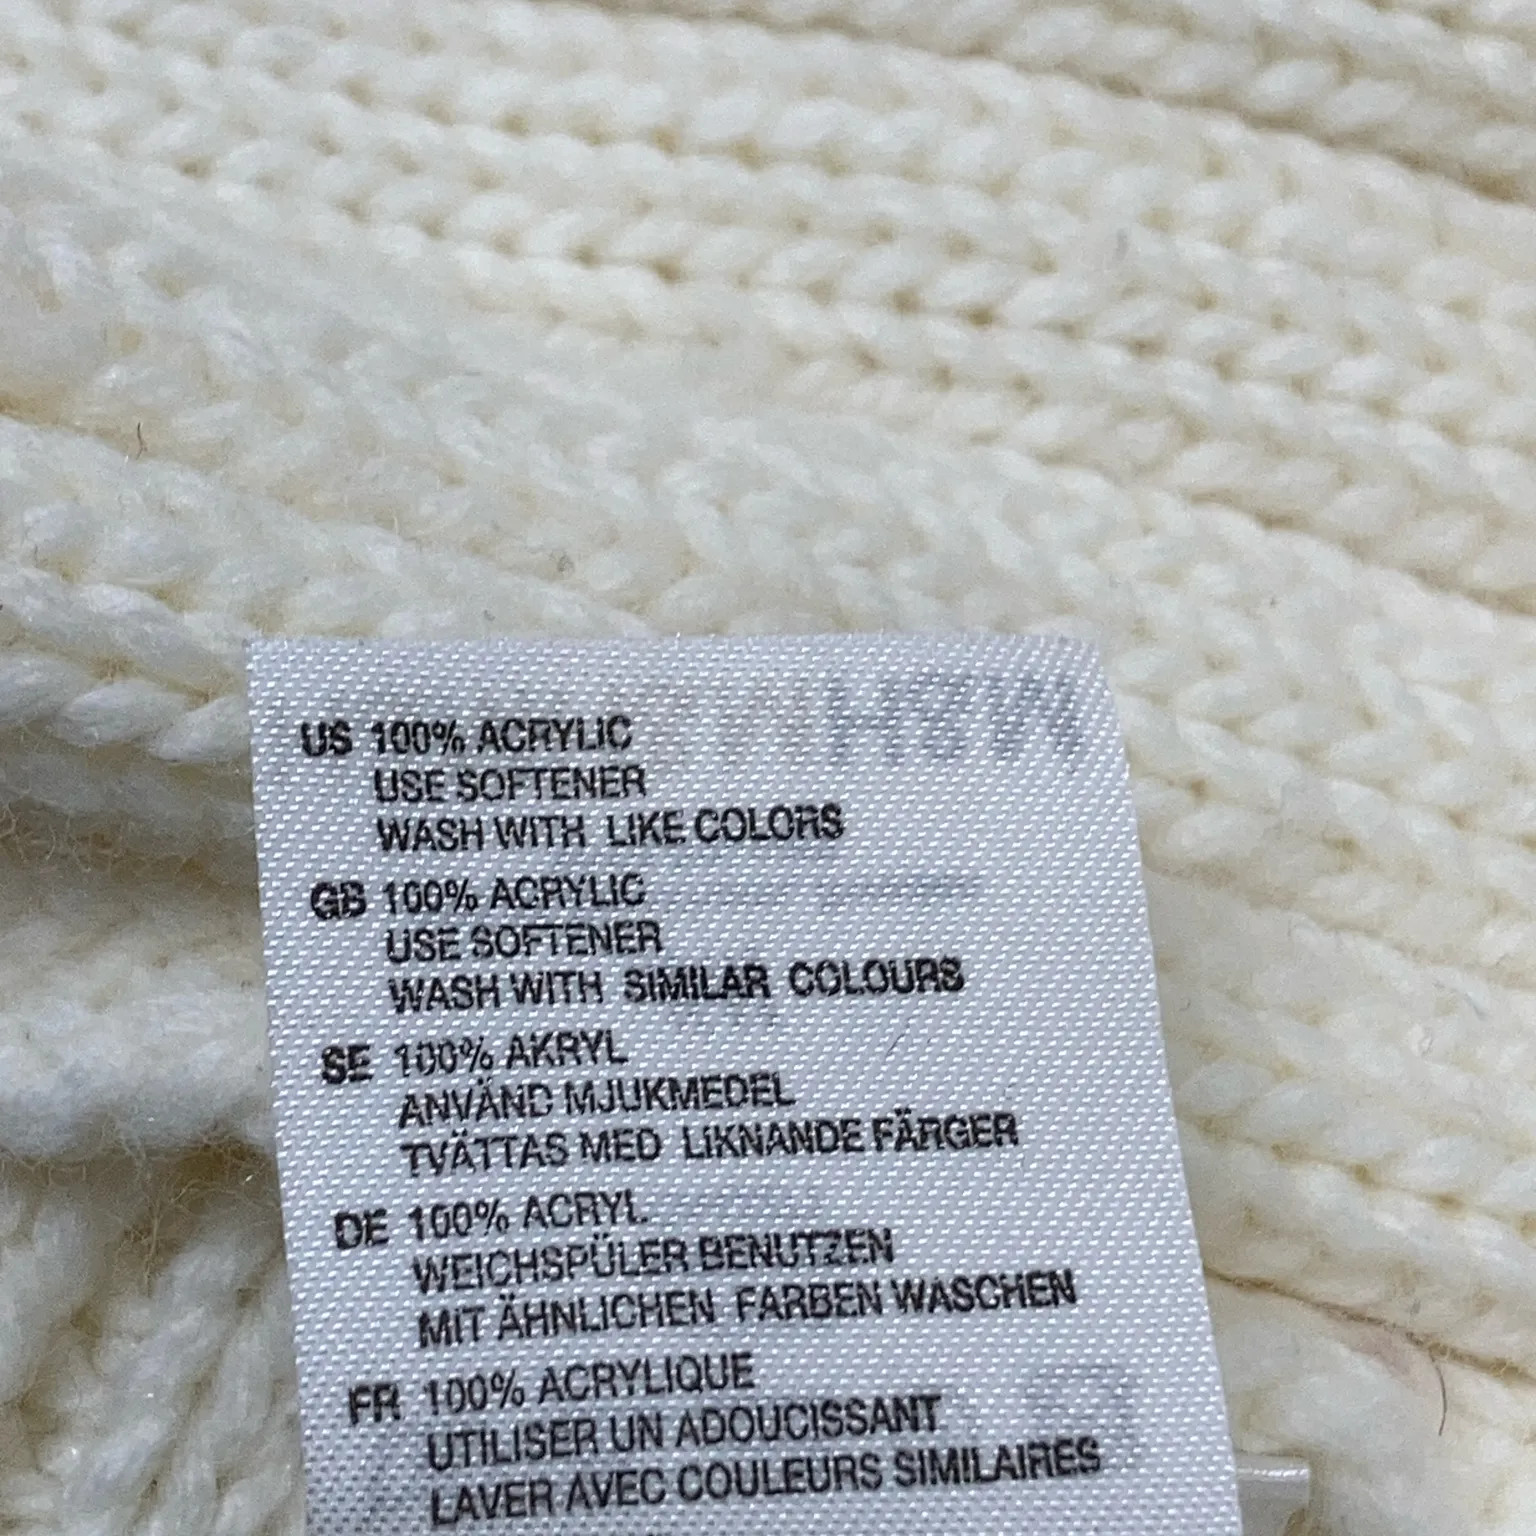 US 100% ACRYLIC
USE SOFTENER
WASH WITH LIKE COLORS
GB 100% ACRYLIC
USE SOFTENER
WASH WITH SIMILAR COLOURS
SE 100% AKRYL
ANVÄND MJUKMEDEL
TVÄTTAS MED LIKNANDE FÄRGER
DE 100% ACRYL
WEICHSPÜLER BENUTZEN
MIT ÄHNLICHEN FARBEN WASCHEN
FR 100% ACRYLIQUE
UTILISER UN ADOUCISSANT
LAVER AVEC COULEURS SIMILAIRES